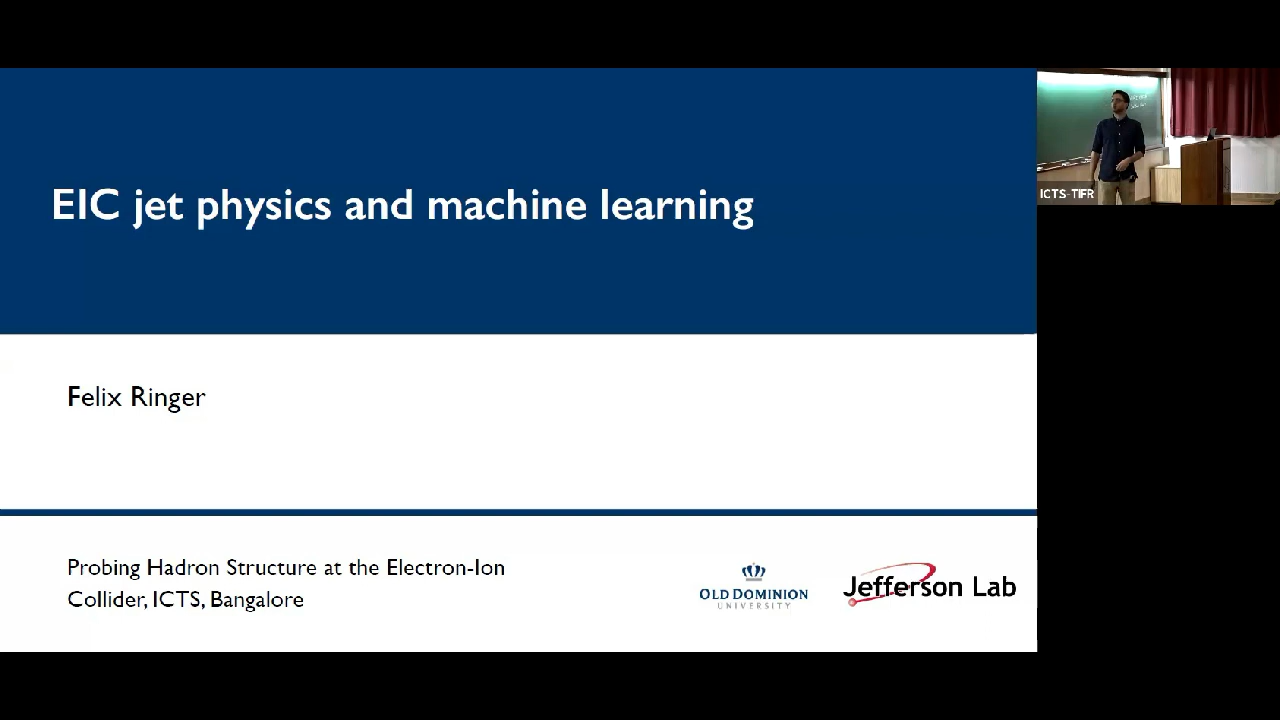 EIC jet physics and machine learning
ICTS-TIFR
Felix Ringer
Probing Hadron Structure at the Electron-Ion
Collider, ICTS, Bangalore
OLD DOMINION
UNIVERSITY
Jefferson Lab